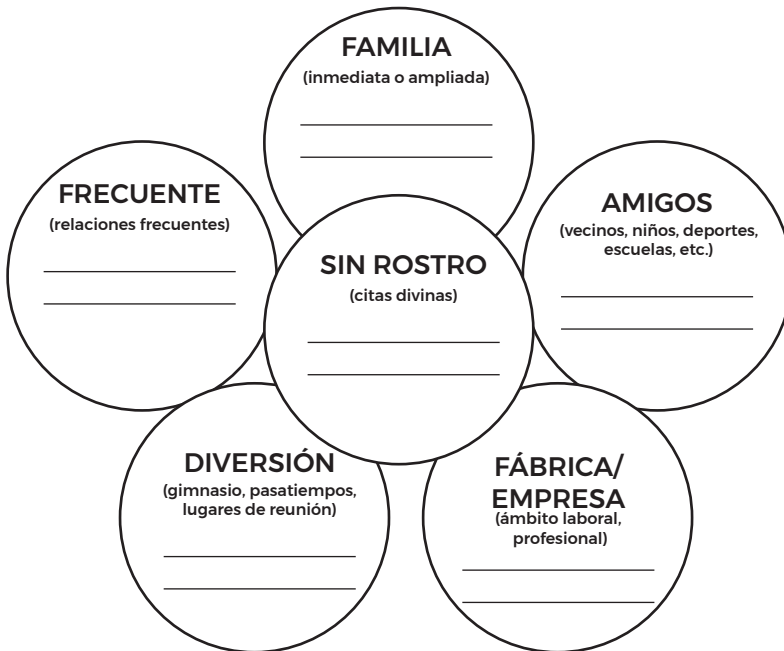 FAMILIA
(inmediata o ampliada)
FRECUENTE
(relaciones frecuentes)
AMIGOS
(vecinos, niños, deportes,
escuelas, etc.)
SIN ROSTRO
(citas divinas)
DIVERSIÓN
(gimnasio, pasatiempos,
lugares de reunión)
FÁBRICA/
EMPRESA
(ámbito laboral,
profesional)